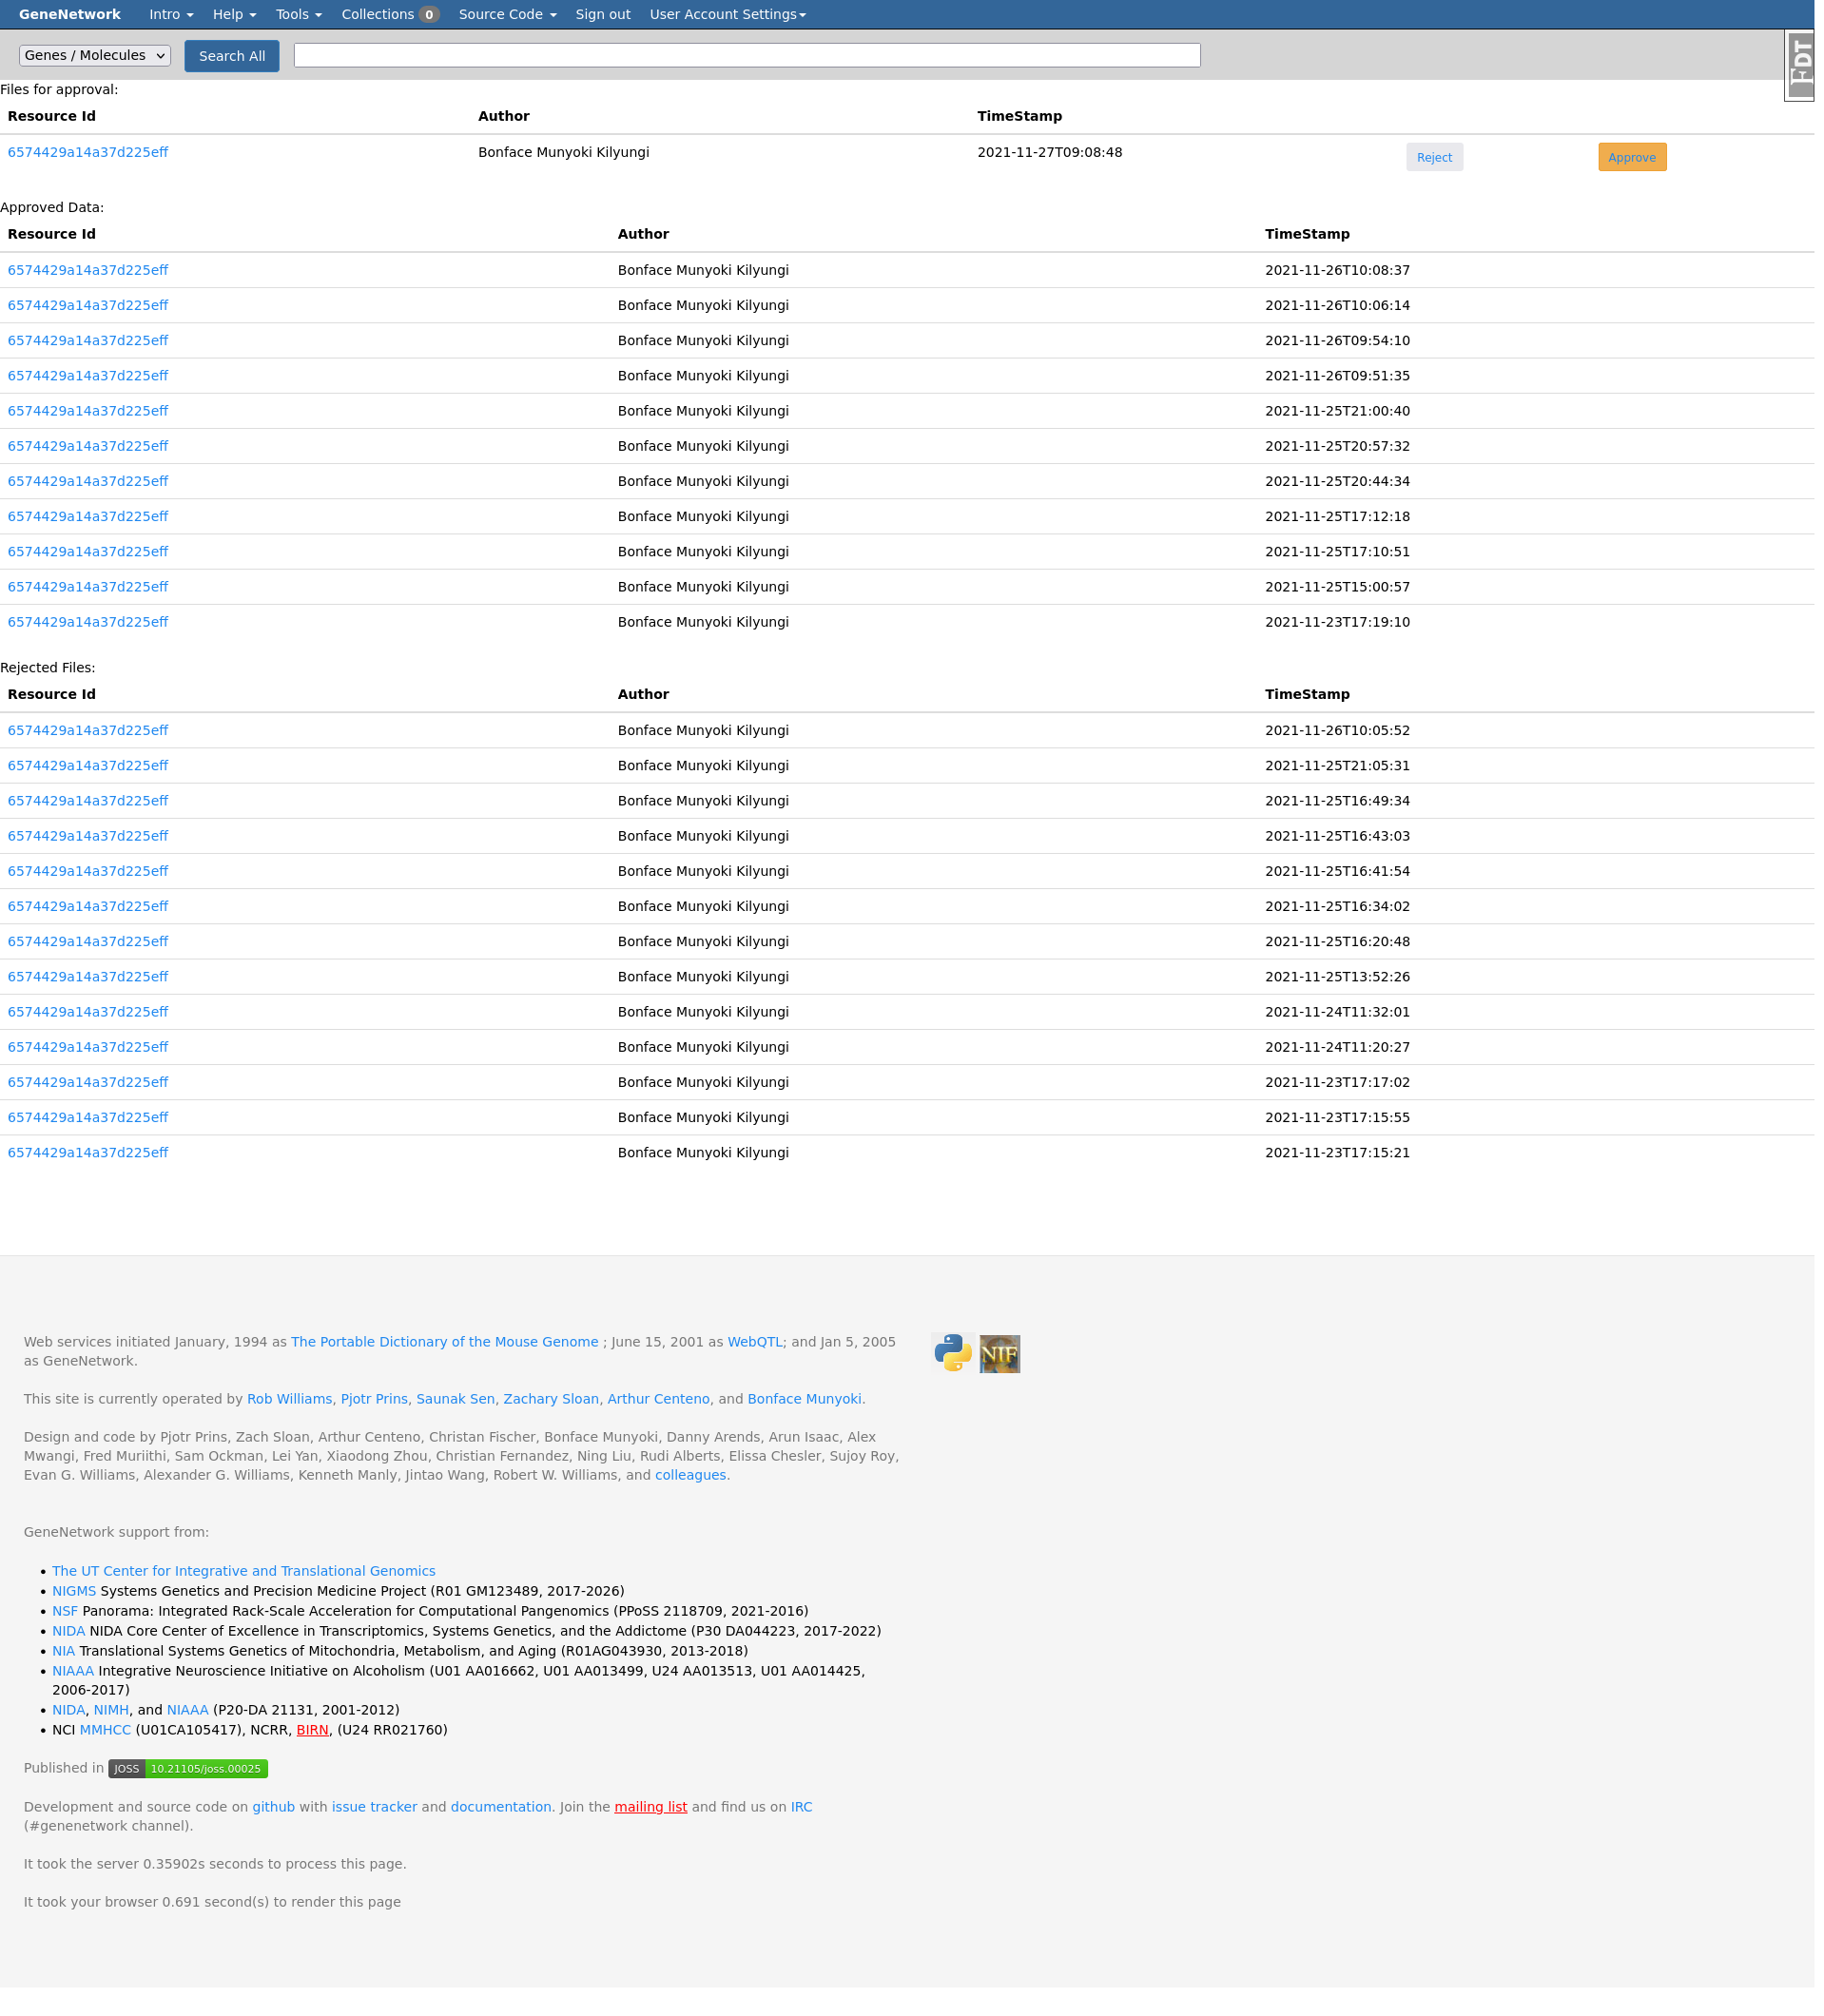 GeneNetwork Intro Help Tools Collections 0 Source Code Sign out User Account Settings
Genes / Molecules Search All
FDT
Files for approval:
Resource Id Author TimeStamp
6574429a14a37d225eff Bonface Munyoki Kilyungi 2021-11-27T09:08:48 Reject Approve
Approved Data:
Resource Id Author TimeStamp
6574429a14a37d225eff Bonface Munyoki Kilyungi 2021-11-26T10:08:37
6574429a14a37d225eff Bonface Munyoki Kilyungi 2021-11-26T10:06:14
6574429a14a37d225eff Bonface Munyoki Kilyungi 2021-11-26T09:54:10
6574429a14a37d225eff Bonface Munyoki Kilyungi 2021-11-26T09:51:35
6574429a14a37d225eff Bonface Munyoki Kilyungi 2021-11-25T21:00:40
6574429a14a37d225eff Bonface Munyoki Kilyungi 2021-11-25T20:57:32
6574429a14a37d225eff Bonface Munyoki Kilyungi 2021-11-25T20:44:34
6574429a14a37d225eff Bonface Munyoki Kilyungi 2021-11-25T17:12:18
6574429a14a37d225eff Bonface Munyoki Kilyungi 2021-11-25T17:10:51
6574429a14a37d225eff Bonface Munyoki Kilyungi 2021-11-25T15:00:57
6574429a14a37d225eff Bonface Munyoki Kilyungi 2021-11-23T17:19:10
Rejected Files:
Resource Id Author TimeStamp
6574429a14a37d225eff Bonface Munyoki Kilyungi 2021-11-26T10:05:52
6574429a14a37d225eff Bonface Munyoki Kilyungi 2021-11-25T21:05:31
6574429a14a37d225eff Bonface Munyoki Kilyungi 2021-11-25T16:49:34
6574429a14a37d225eff Bonface Munyoki Kilyungi 2021-11-25T16:43:03
6574429a14a37d225eff Bonface Munyoki Kilyungi 2021-11-25T16:41:54
6574429a14a37d225eff Bonface Munyoki Kilyungi 2021-11-25T16:34:02
6574429a14a37d225eff Bonface Munyoki Kilyungi 2021-11-25T16:20:48
6574429a14a37d225eff Bonface Munyoki Kilyungi 2021-11-25T13:52:26
6574429a14a37d225eff Bonface Munyoki Kilyungi 2021-11-24T11:32:01
6574429a14a37d225eff Bonface Munyoki Kilyungi 2021-11-24T11:20:27
6574429a14a37d225eff Bonface Munyoki Kilyungi 2021-11-23T17:17:02
6574429a14a37d225eff Bonface Munyoki Kilyungi 2021-11-23T17:15:55
6574429a14a37d225eff Bonface Munyoki Kilyungi 2021-11-23T17:15:21
Web services initiated January, 1994 as The Portable Dictionary of the Mouse Genome ; June 15, 2001 as WebQTL; and Jan 5, 2005
as GeneNetwork.
NIF
This site is currently operated by Rob Williams, Pjotr Prins, Saunak Sen, Zachary Sloan, Arthur Centeno, and Bonface Munyoki.
Design and code by Pjotr Prins, Zach Sloan, Arthur Centeno, Christan Fischer, Bonface Munyoki, Danny Arends, Arun Isaac, Alex
Mwangi, Fred Muriithi, Sam Ockman, Lei Yan, Xiaodong Zhou, Christian Fernandez, Ning Liu, Rudi Alberts, Elissa Chesler, Sujoy Roy,
Evan G. Williams, Alexander G. Williams, Kenneth Manly, Jintao Wang, Robert W. Williams, and colleagues.
GeneNetwork support from:
• The UT Center for Integrative and Translational Genomics
• NIGMS Systems Genetics and Precision Medicine Project (R01 GM123489, 2017-2026)
• NSF Panorama: Integrated Rack-Scale Acceleration for Computational Pangenomics (PPoSS 2118709, 2021-2016)
• NIDA NIDA Core Center of Excellence in Transcriptomics, Systems Genetics, and the Addictome (P30 DA044223, 2017-2022)
• NIA Translational Systems Genetics of Mitochondria, Metabolism, and Aging (R01AG043930, 2013-2018)
• NIAAA Integrative Neuroscience Initiative on Alcoholism (U01 AA016662, U01 AA013499, U24 AA013513, U01 AA014425,
2006-2017)
• NIDA, NIMH, and NIAAA (P20-DA 21131, 2001-2012)
• NCI MMHCC (U01CA105417), NCRR, BIRN, (U24 RR021760)
Published in JOSS 10.21105/joss.00025
Development and source code on github with issue tracker and documentation. Join the mailing list and find us on IRC
(#genenetwork channel).
It took the server 0.35902s seconds to process this page.
It took your browser 0.691 second(s) to render this page